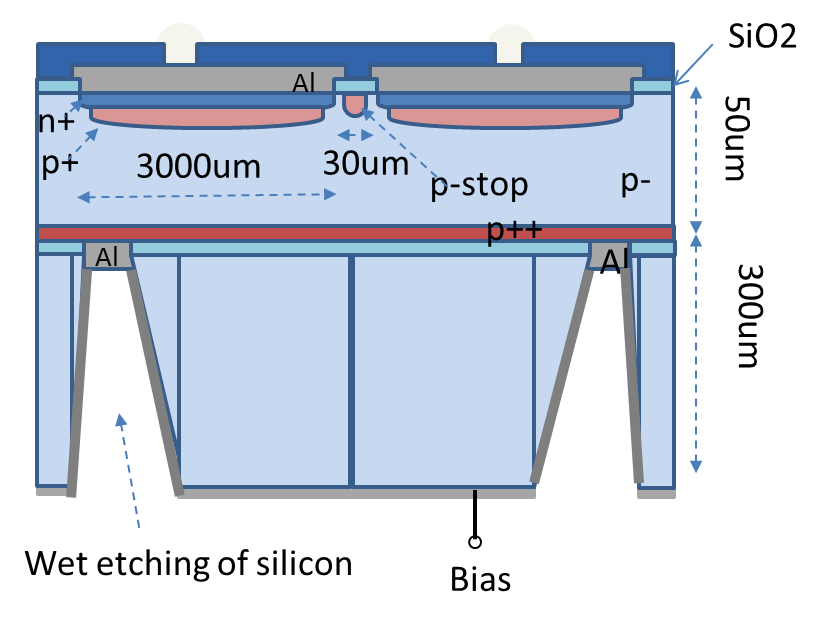 SiO2
Al
n+
50um
p+
3000um
30um
p-stop
p-
p++
Al
Al
300um
Wet etching of silicon
Bias